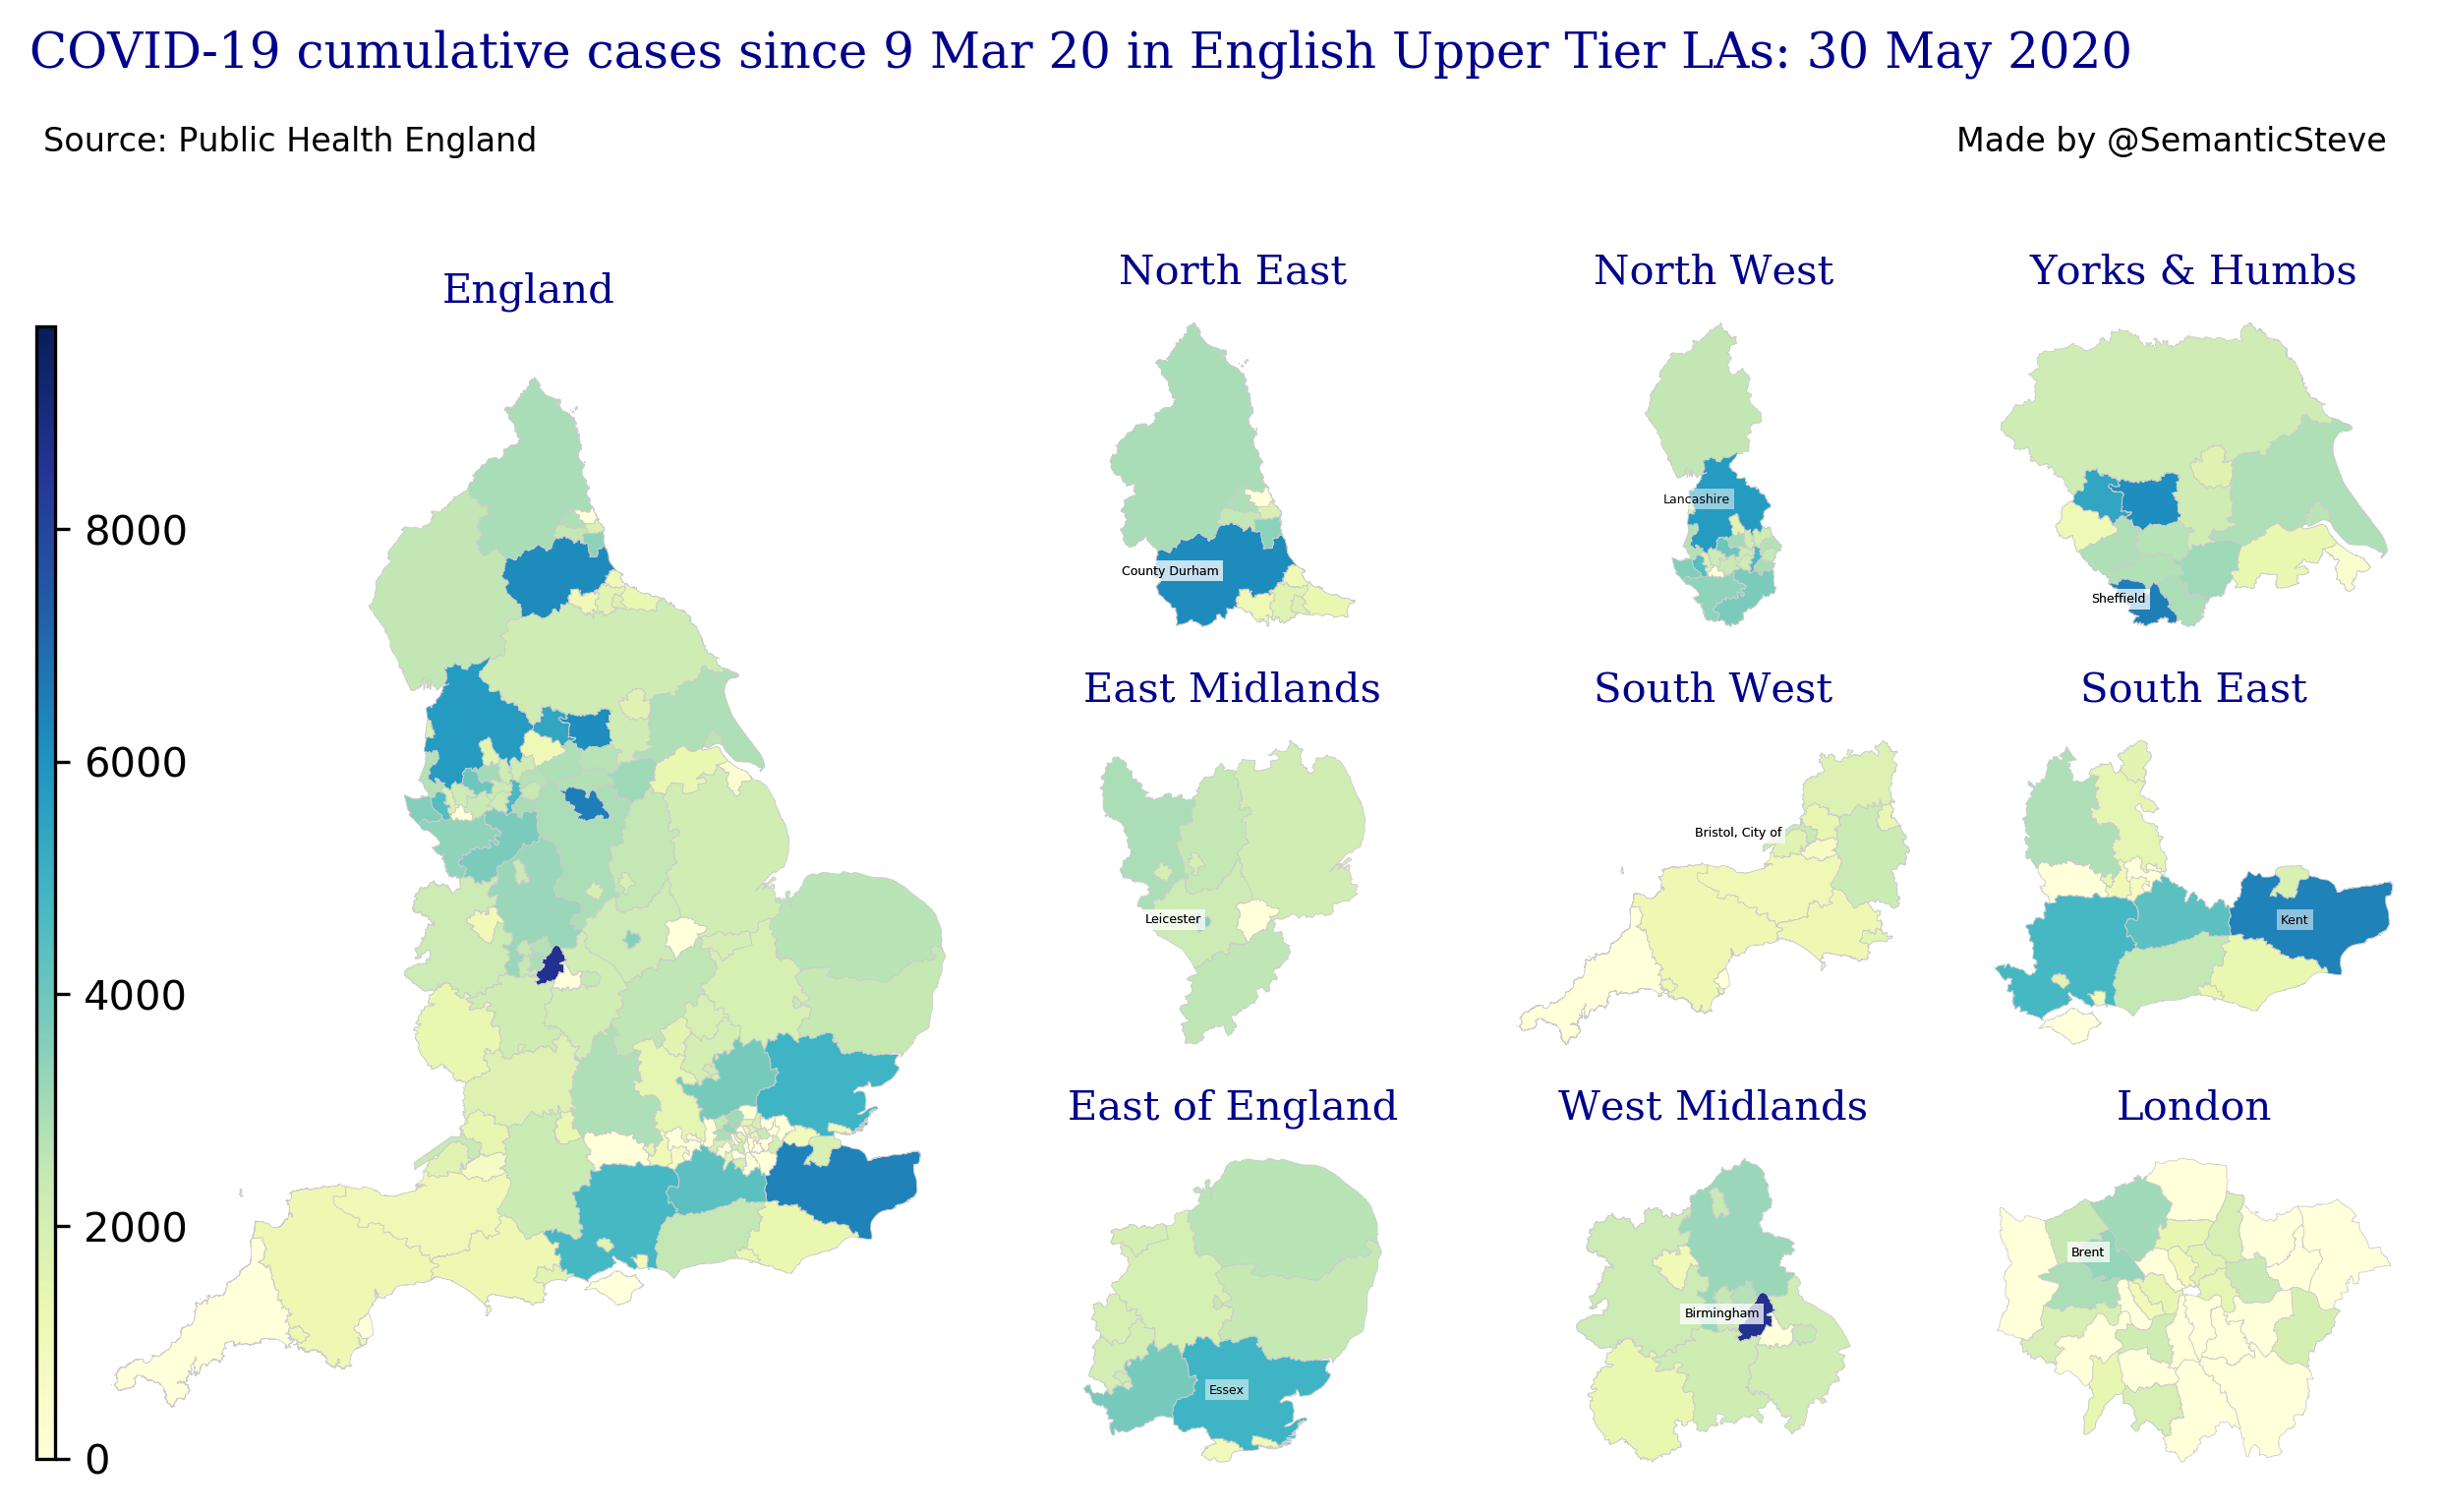 COVID-19 cumulative cases since 9 Mar 20 in English Upper Tier LAs: 30 May 2020
Source: Public Health England
Made by @SemanticSteve
England
8000
6000
4000
2000
0
North East
County Durham
North West
Lancashire
Yorks & Humbs
Sheffield
East Midlands
Leicester
South West
Bristol, City of
South East
Kent
East of England
Essex
West Midlands
Birmingham
London
Brent